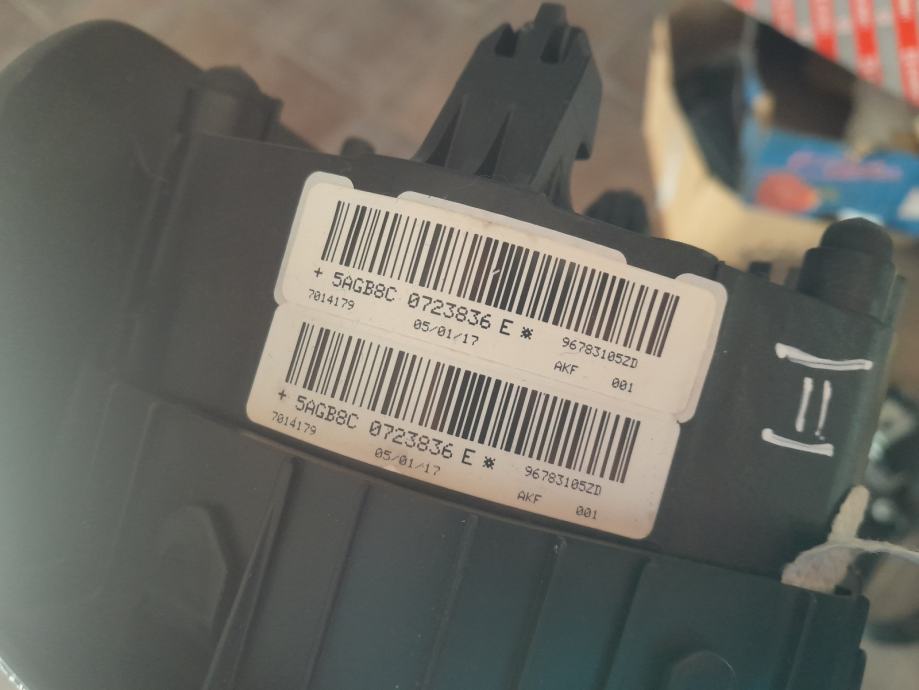 + 5AGB8C 0723836 E *
7014179
05/01/17
96783105ZD
AKF 001
+ 5AGB8C 0723836 E *
7014179
05/01/17
96783105ZD
AKF 001